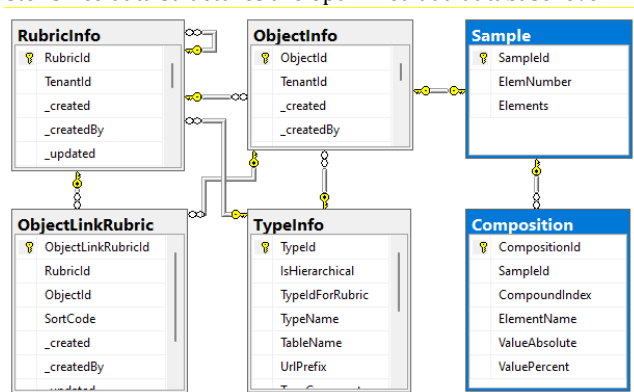 RubricInfo
RubricId
TenantId
_created
_createdBy
_updated
ObjectInfo
ObjectId
TenantId
_created
_createdBy
Sample
SampleId
ElemNumber
Elements
ObjectLinkRubric
ObjectLinkRubricId
RubricId
ObjectId
SortCode
_created
_createdBy
TypeInfo
TypeId
IsHierarchical
TypeIdForRubric
TypeName
TableName
UrlPrefix
Composition
CompositionId
SampleId
CompoundIndex
ElementName
ValueAbsolute
ValuePercent